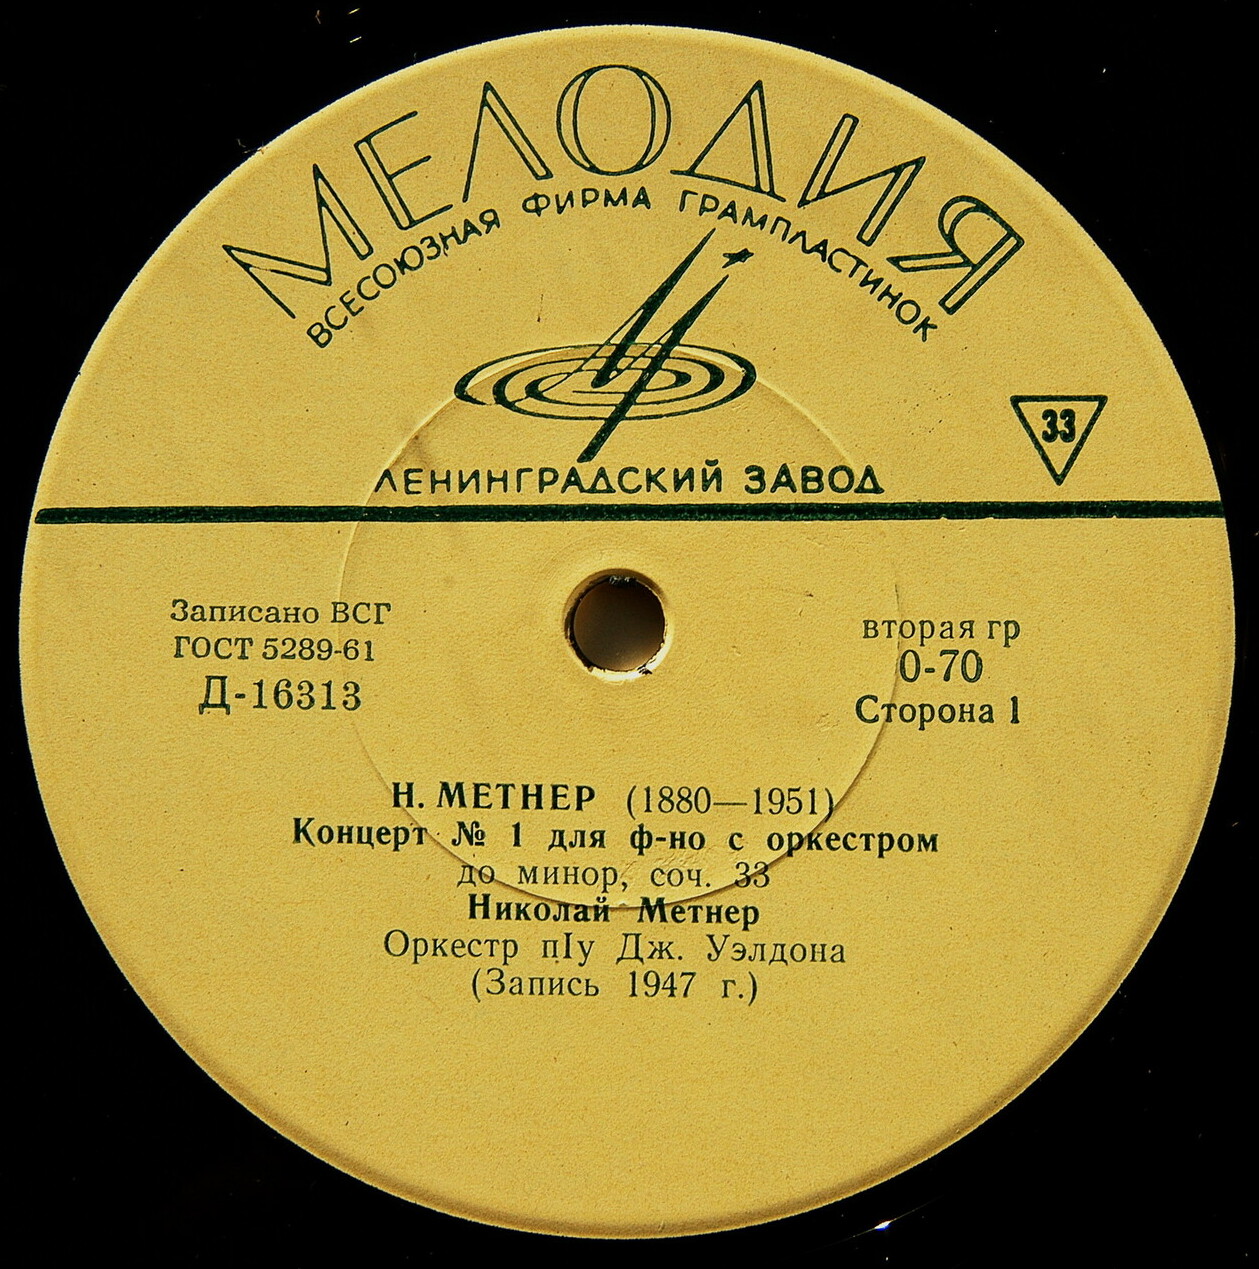 МЕЛОДИЯ
ВСЕСОЮЗНАЯ ФИРМА ГРАМПЛАСТИНОК
33
ЛЕНИНГРАДСКИЙ ЗАВОД
Записано ВСГ
ГОСТ 5289-61
Д-16313
вторая гр
0-70
Сторона 1
Н. МЕТНЕР (1880—1951)
Концерт № 1 для ф-но с оркестром
до минор, соч. 33
Николай Метнер
Оркестр пIу Дж. Уэлдона
(Запись 1947 г.)